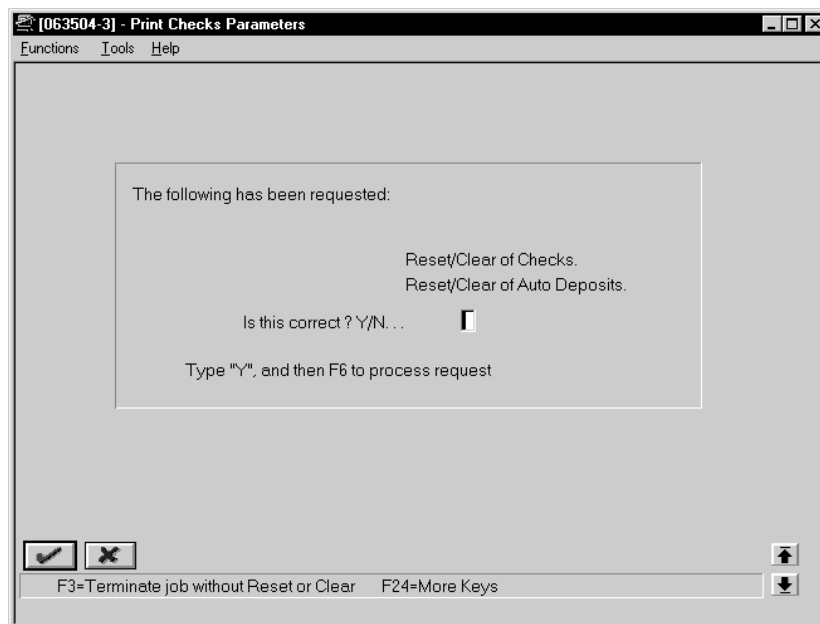 [063504-3] - Print Checks Parameters
Functions Tools Help
The following has been requested:
Reset/Clear of Checks.
Reset/Clear of Auto Deposits.
Is this correct ? Y/N. . .
Type "Y", and then F6 to process request
F3=Terminate job without Reset or Clear F24=More Keys